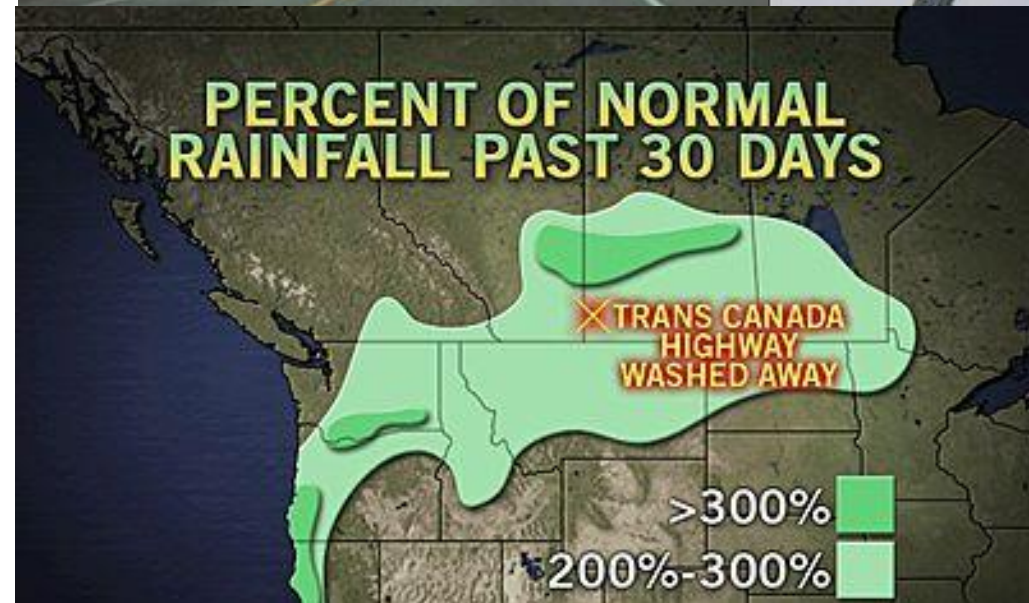 PERCENT OF NORMAL
RAINFALL PAST 30 DAYS
TRANS CANADA
HIGHWAY
WASHED AWAY
>300%
200%-300%